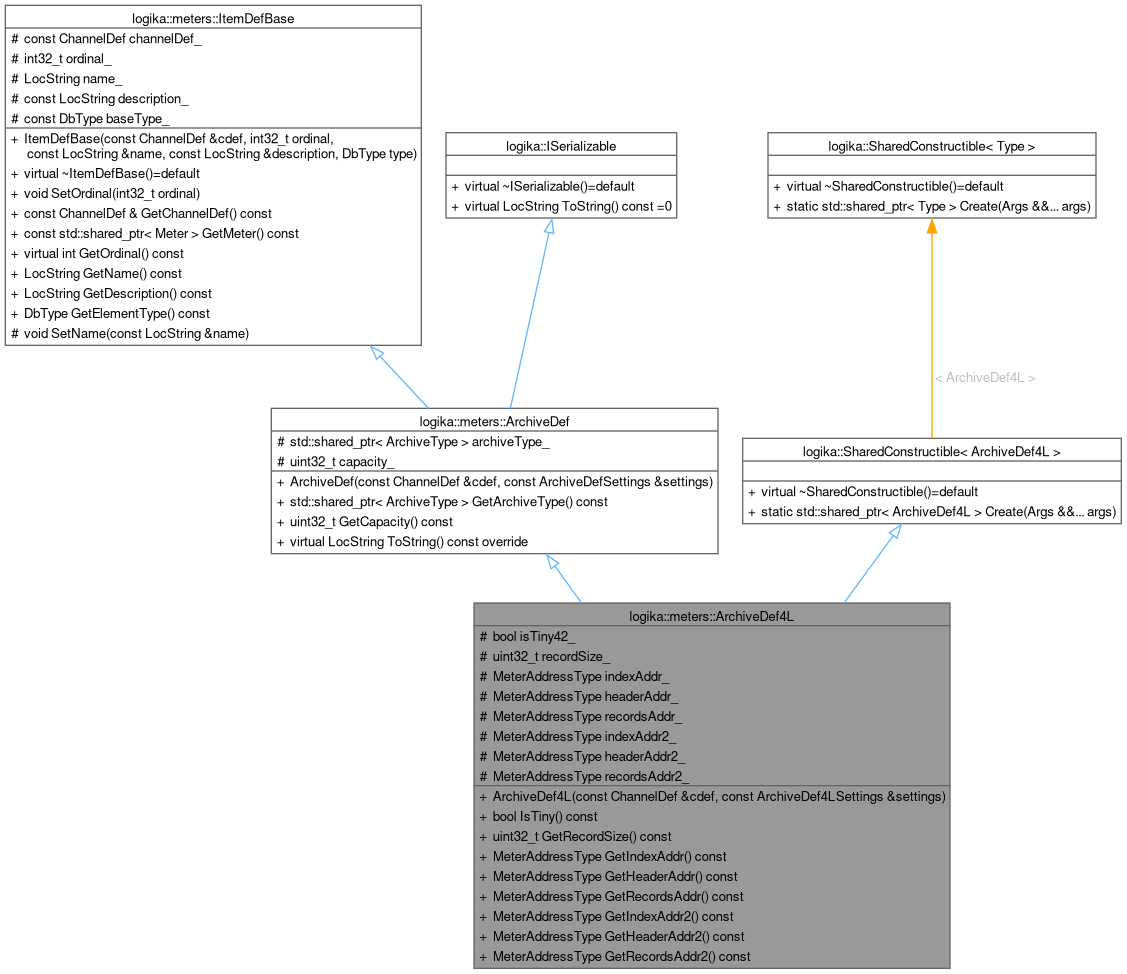 logika::meters::ItemDefBase
# const ChannelDef channelDef_
# int32_t ordinal_
# LocString name_
# const LocString description_
# const DbType baseType_
+ ItemDefBase(const ChannelDef &cdef, int32_t ordinal,
const LocString &name, const LocString &description, DbType type)
+ virtual ~ItemDefBase()=default
+ void SetOrdinal(int32_t ordinal)
+ const ChannelDef & GetChannelDef() const
+ const std::shared_ptr< Meter > GetMeter() const
+ virtual int GetOrdinal() const
+ LocString GetName() const
+ LocString GetDescription() const
+ DbType GetElementType() const
# void SetName(const LocString &name)
logika::ISerializable
+ virtual ~ISerializable()=default
+ virtual LocString ToString() const =0
logika::SharedConstructible< Type >
+ virtual ~SharedConstructible()=default
+ static std::shared_ptr< Type > Create(Args &&... args)
< ArchiveDef4L >
logika::meters::ArchiveDef
# std::shared_ptr< ArchiveType > archiveType_
# uint32_t capacity_
+ ArchiveDef(const ChannelDef &cdef, const ArchiveDefSettings &settings)
+ std::shared_ptr< ArchiveType > GetArchiveType() const
+ uint32_t GetCapacity() const
+ virtual LocString ToString() const override
logika::SharedConstructible< ArchiveDef4L >
+ virtual ~SharedConstructible()=default
+ static std::shared_ptr< ArchiveDef4L > Create(Args &&... args)
logika::meters::ArchiveDef4L
# bool isTiny42_
# uint32_t recordSize_
# MeterAddressType indexAddr_
# MeterAddressType headerAddr_
# MeterAddressType recordsAddr_
# MeterAddressType indexAddr2_
# MeterAddressType headerAddr2_
# MeterAddressType recordsAddr2_
+ ArchiveDef4L(const ChannelDef &cdef, const ArchiveDef4LSettings &settings)
+ bool IsTiny() const
+ uint32_t GetRecordSize() const
+ MeterAddressType GetIndexAddr() const
+ MeterAddressType GetHeaderAddr() const
+ MeterAddressType GetRecordsAddr() const
+ MeterAddressType GetIndexAddr2() const
+ MeterAddressType GetHeaderAddr2() const
+ MeterAddressType GetRecordsAddr2() const